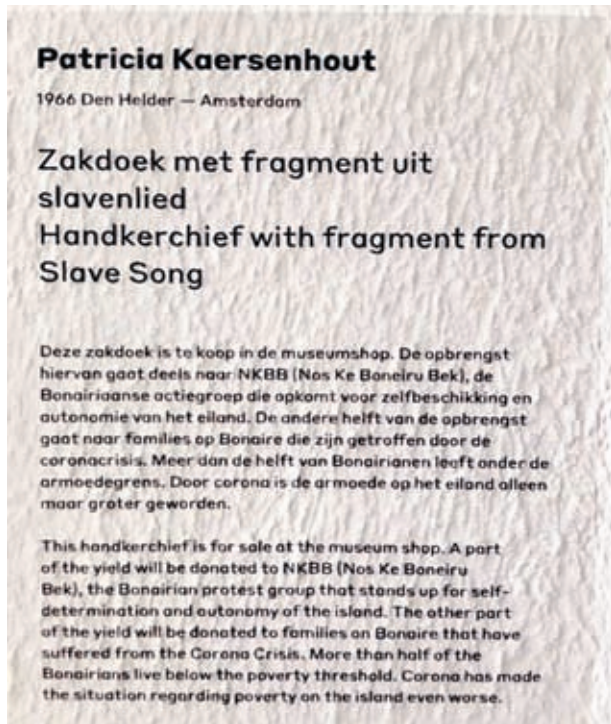 Patricia Kaersenhout
1966 Den Helder — Amsterdam
Zakdoek met fragment uit
slavenlied
Handkerchief with fragment from
Slave Song
Deze zakdoek is te koop in de museumshop. De opbrengst
hiervan gaat deels naar NKBB (Nos Ke Boneiru Bek), de
Bonairiaanse actiegroep die opkomt voor zelfbeschikking en
autonomie van het eiland. De andere helft van de opbrengst
gaat naar families op Bonaire die zijn getroffen door de
coronacrisis. Meer dan de helft van Bonairianen leeft onder de
armoedegrens. Door corona is de armoede op het eiland alleen
maar groter geworden.
This handkerchief is for sale at the museum shop. A part
of the yield will be donated to NKBB (Nos Ke Boneiru
Bek), the Bonairian protest group that stands up for self-
determination and autonomy of the island. The other part
of the yield will be donated to families on Bonaire that have
suffered from the Corona Crisis. More than half of the
Bonairians live below the poverty threshold. Corona has made
the situation regarding poverty on the island even worse.